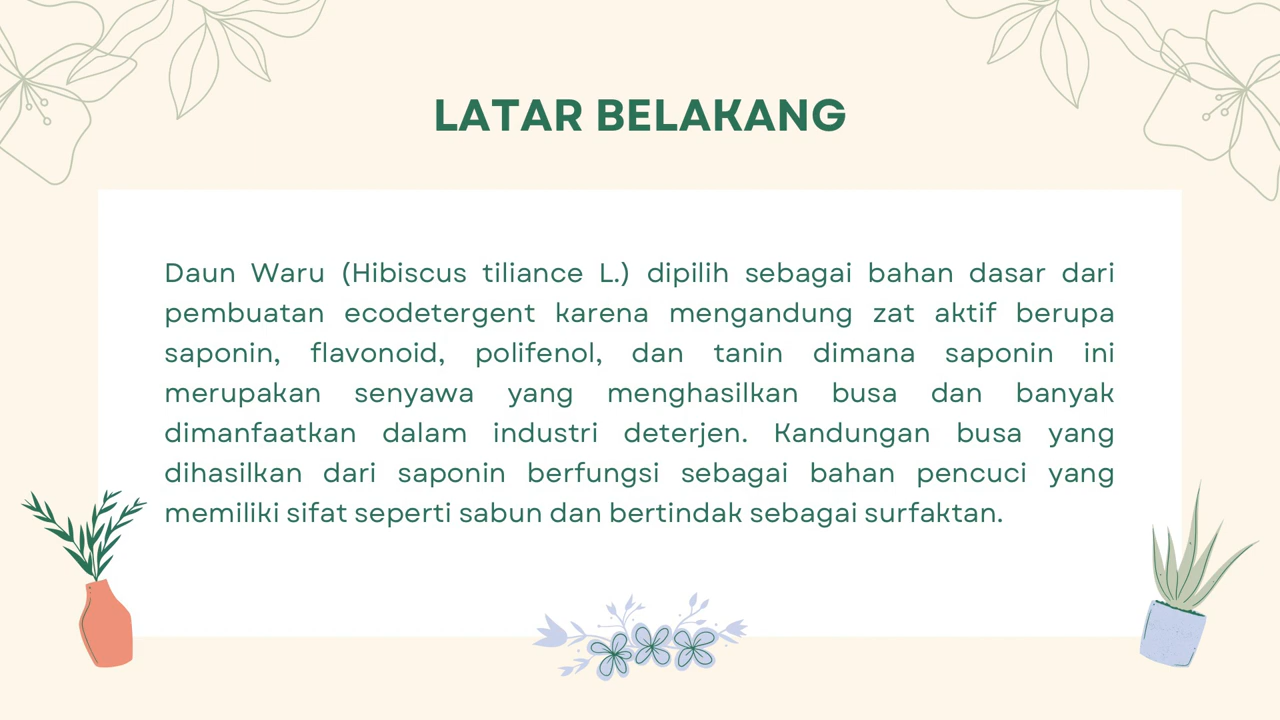 LATAR BELAKANG
Daun Waru (Hibiscus tiliance L.) dipilih sebagai bahan dasar dari
pembuatan ecodetergent karena mengandung zat aktif berupa
saponin, flavonoid, polifenol, dan tanin dimana saponin ini
merupakan senyawa yang menghasilkan busa dan banyak
dimanfaatkan dalam industri deterjen. Kandungan busa yang
dihasilkan dari saponin berfungsi sebagai bahan pencuci yang
memiliki sifat seperti sabun dan bertindak sebagai surfaktan.